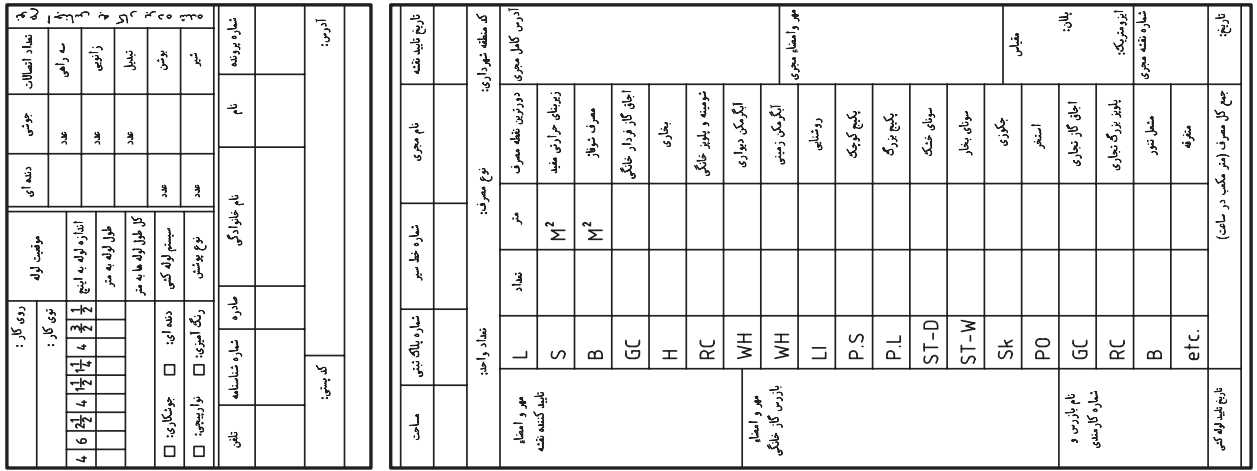 تعداد اتصالات
جوشی
دنده ای
سه راهی
عدد
زانویی
عدد
تبدیل
عدد
بوشن
عدد
شیر
عدد
موقعیت لوله
روی کار :
توی کار :
اندازه لوله به اینچ
1/2 3/4 1 1 1/4 1 1/2 2 2 1/2
4 6
طول لوله به متر
کل طول لوله ها به متر
سیستم لوله کشی
دنده ای:
جوشکاری:
نوع پوشش
رنگ آمیزی:
نوارپیچی:
شماره پرونده
نام
نام خانوادگی
صادره
شماره شناسنامه
تلفن
آدرس:
کد پستی:
تاریخ تایید نقشه
نام مجری
شماره خط سیر
شماره پلاک ثبتی
مساحت
کد منطقه شهرداری:
نوع مصرف:
تعداد واحد:
آدرس کامل مجری
مهر و امضاء مجری
مقیاس
پلان:
ایزومتریک:
شماره نقشه مجری
تاریخ:
دورترین نقطه مصرف
متر
تعداد
L
زیربنای حرارتی مفید
M²
S
مصرف شوفاژ
M²
B
اجاق گاز فردار خانگی
GC
بخاری
H
شومینه و پلوپز خانگی
RC
آبگرمکن دیواری
WH
آبگرمکن زمینی
WH
روشنایی
LI
پکیج کوچک
P.S
پکیج بزرگ
P.L
سونای خشک
ST-D
سونای بخار
ST-W
جکوزی
Sk
استخر
PO
اجاق گاز تجاری
GC
پلوپز بزرگ تجاری
RC
مشعل تنور
B
متفرقه
etc.
جمع کل مصرف (متر مکعب در ساعت)
مهر و امضاء
تایید کننده نقشه
مهر و امضاء
بازرس گاز خانگی
نام بازرس و
شماره کارمندی
تاریخ تایید لوله کشی